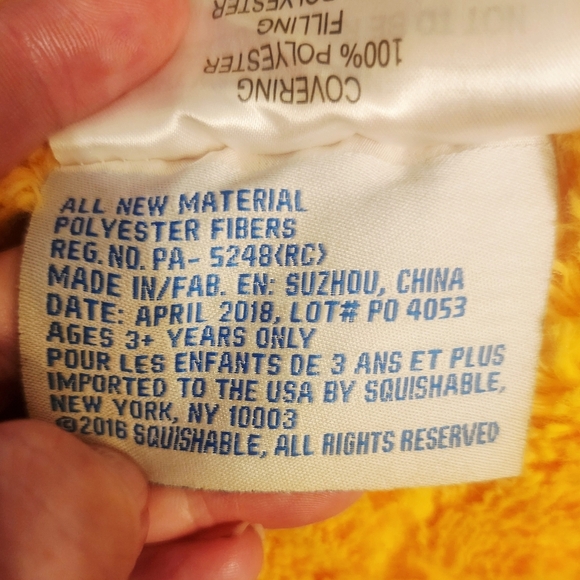 COVERING
100% POLYESTER
FILLING
POLYESTER
ALL NEW MATERIAL
POLYESTER FIBERS
REG. NO. PA- 5248(RC)
MADE IN/FAB. EN: SUZHOU, CHINA
DATE: APRIL 2018, LOT# PO 4053
AGES 3+ YEARS ONLY
POUR LES ENFANTS DE 3 ANS ET PLUS
IMPORTED TO THE USA BY SQUISHABLE,
NEW YORK, NY 10003
©2016 SQUISHABLE, ALL RIGHTS RESERVED